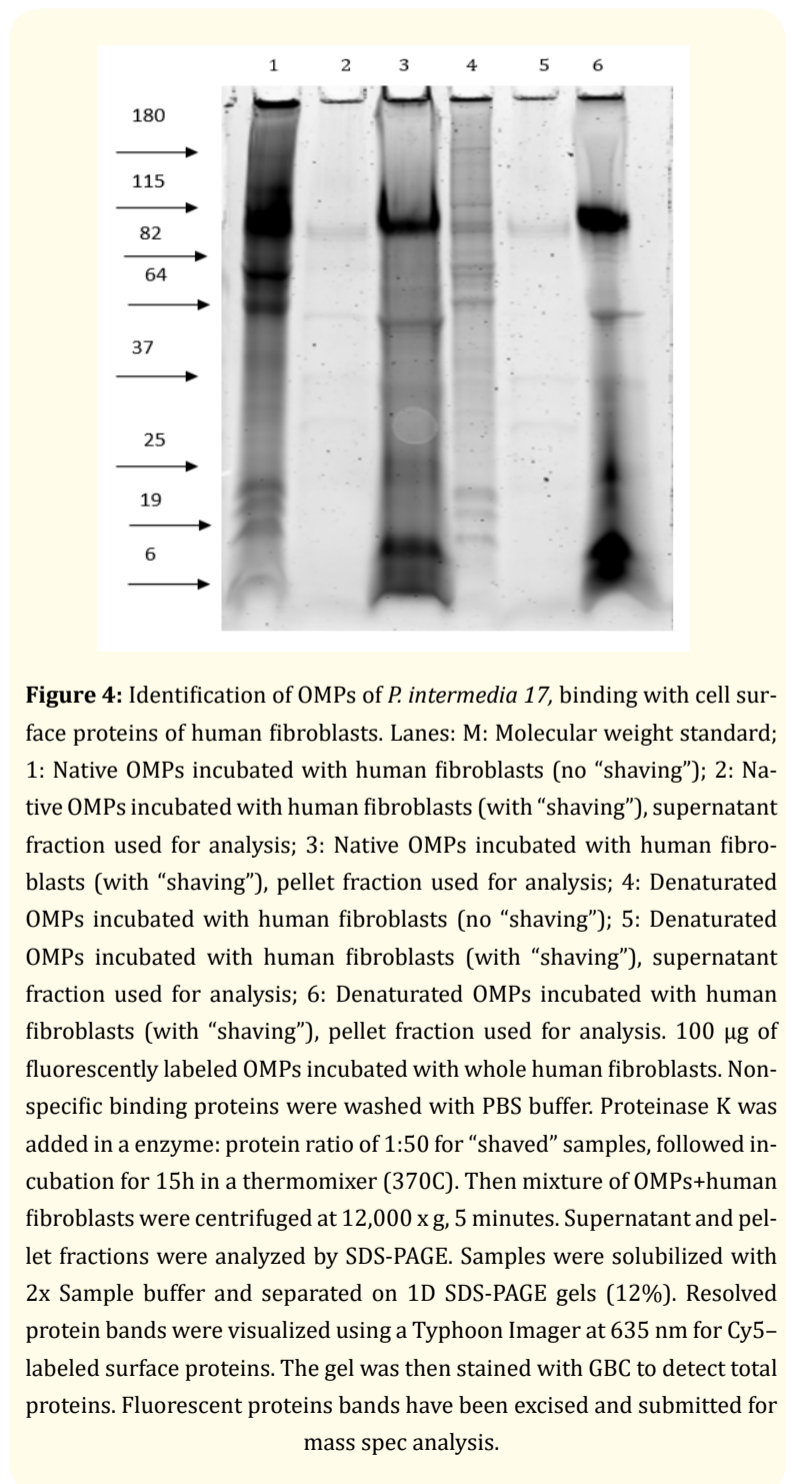 1 2 3 4 5 6
180
115
82
64
37
25
19
6
Figure 4: Identification of OMPs of P. intermedia 17, binding with cell sur-
face proteins of human fibroblasts. Lanes: M: Molecular weight standard;
1: Native OMPs incubated with human fibroblasts (no “shaving”); 2: Na-
tive OMPs incubated with human fibroblasts (with “shaving”), supernatant
fraction used for analysis; 3: Native OMPs incubated with human fibro-
blasts (with “shaving”), pellet fraction used for analysis; 4: Denaturated
OMPs incubated with human fibroblasts (no “shaving”); 5: Denaturated
OMPs incubated with human fibroblasts (with “shaving”), supernatant
fraction used for analysis; 6: Denaturated OMPs incubated with human
fibroblasts (with “shaving”), pellet fraction used for analysis. 100 μg of
fluorescently labeled OMPs incubated with whole human fibroblasts. Non-
specific binding proteins were washed with PBS buffer. Proteinase K was
added in a enzyme: protein ratio of 1:50 for “shaved” samples, followed in-
cubation for 15h in a thermomixer (370C). Then mixture of OMPs+human
fibroblasts were centrifuged at 12,000 x g, 5 minutes. Supernatant and pel-
let fractions were analyzed by SDS-PAGE. Samples were solubilized with
2x Sample buffer and separated on 1D SDS-PAGE gels (12%). Resolved
protein bands were visualized using a Typhoon Imager at 635 nm for Cy5–
labeled surface proteins. The gel was then stained with GBC to detect total
proteins. Fluorescent proteins bands have been excised and submitted for
mass spec analysis.